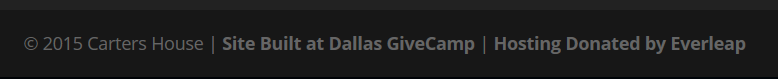 © 2015 Carters House | Site Built at Dallas GiveCamp | Hosting Donated by Everleap